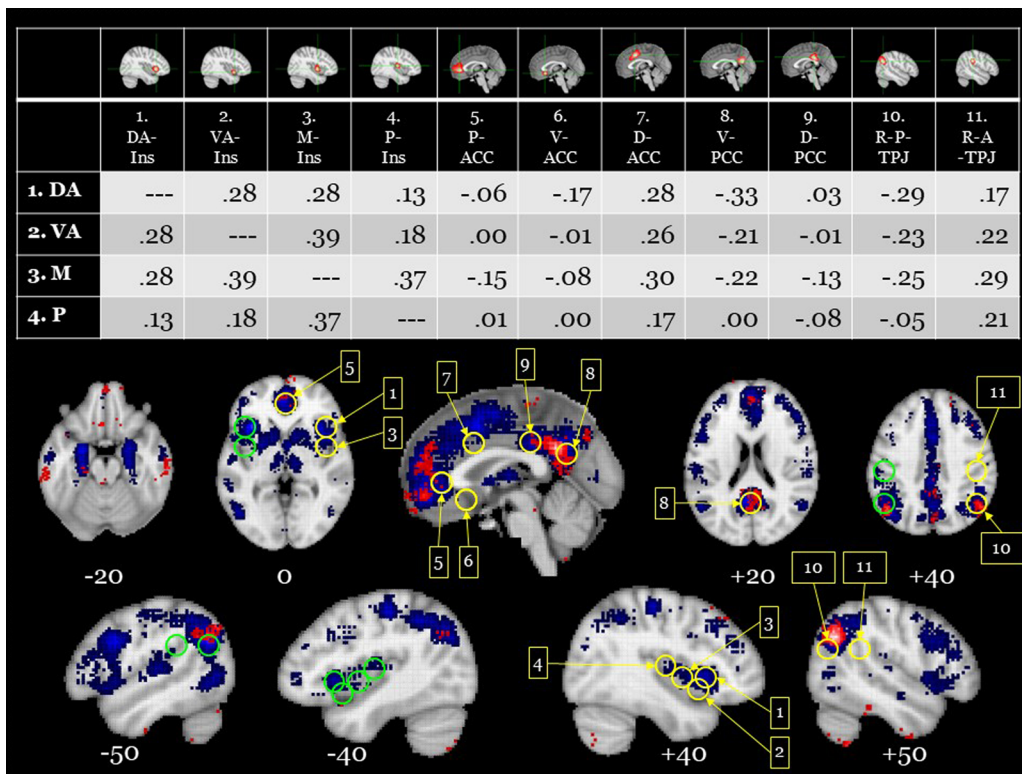 1. DA-Ins 2. VA-Ins 3. M-Ins 4. P-Ins 5. P-ACC 6. V-ACC 7. D-ACC 8. V-PCC 9. D-PCC 10. R-P-TPJ 11. R-A-TPJ
1. DA --- .28 .28 .13 -.06 -.17 .28 -.33 .03 -.29 .17
2. VA .28 --- .39 .18 .00 -.01 .26 -.21 -.01 -.23 .22
3. M .28 .39 --- .37 -.15 -.08 .30 -.22 -.13 -.25 .29
4. P .13 .18 .37 --- .01 .00 .17 .00 -.08 -.05 .21
5 7 9 8
1 11
3
8
5 6 10
-20 0 +20 +40
10 11
3
4
1
2
-50 -40 +40 +50